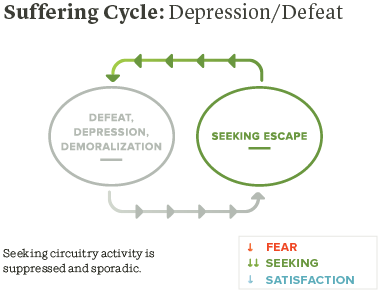 Suffering Cycle: Depression/Defeat
DEFEAT,
DEPRESSION,
DEMORALIZATION
SEEKING ESCAPE
Seeking circuitry activity is
suppressed and sporadic.
↓ FEAR
↓↓ SEEKING
↓ SATISFACTION